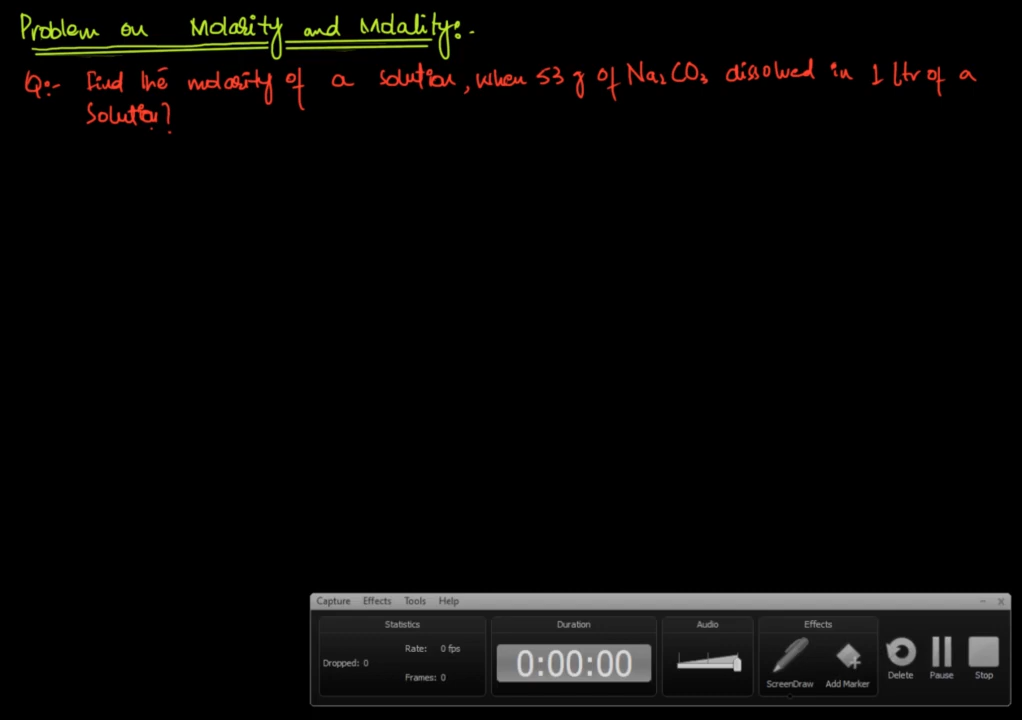 Problem on Molarity and Molality:-
Q:- Find the molarity of a solution, when 53 g of Na₂CO₃ dissolved in 1 ltr of a
Solution?
Capture Effects Tools Help
Statistics Duration Audio Effects
Rate: 0 fps
Dropped: 0
Frames: 0
0:00:00
ScreenDraw Add Marker Delete Pause Stop